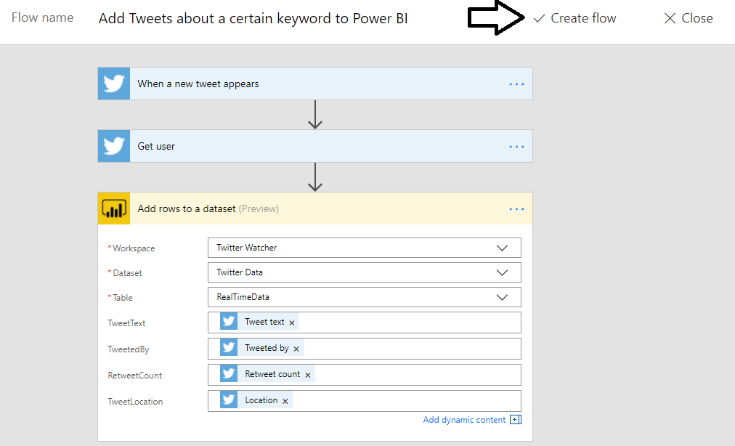 Flow name Add Tweets about a certain keyword to Power BI Create flow Close
When a new tweet appears
Get user
Add rows to a dataset (Preview)
* Workspace Twitter Watcher
* Dataset Twitter Data
* Table RealTimeData
TweetText Tweet text x
TweetedBy Tweeted by x
RetweetCount Retweet count x
TweetLocation Location x
Add dynamic content